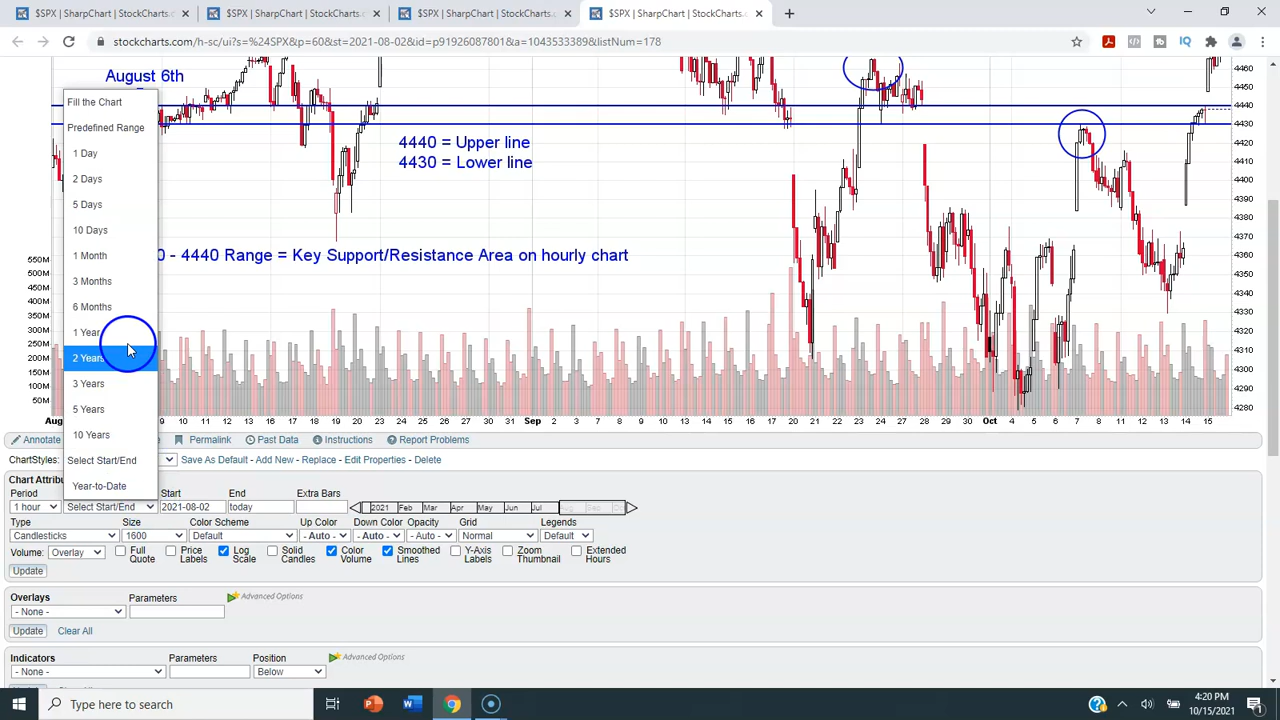 $SPX | SharpChart | StockCharts.c
$SPX | SharpChart | StockCharts.c
$SPX | SharpChart | StockCharts.c
$SPX | SharpChart | StockCharts.c
stockcharts.com/h-sc/ui?s=%24SPX&p=60&st=2021-08-02&id=p91926087801&a=1043533389&listNum=178
August 6th
4440 = Upper line
4430 = Lower line
0 - 4440 Range = Key Support/Resistance Area on hourly chart
4460
4450
4440
4430
4420
4410
4400
4390
4380
4370
4360
4350
4340
4330
4320
4310
4300
4290
4280
550M
500M
450M
400M
350M
300M
250M
200M
150M
100M
50M
Aug 9 10 11 12 13 16 17 18 19 20 23 24 25 26 27 Sep 2 3 7 8 9 10 13 14 15 16 17 20 21 22 23 24 27 28 29 30 Oct 4 5 6 7 8 11 12 13 14 15
Fill the Chart
Predefined Range
1 Day
2 Days
5 Days
10 Days
1 Month
3 Months
6 Months
1 Year
2 Years
3 Years
5 Years
10 Years
Select Start/End
Year-to-Date
Annotate Permalink Past Data Instructions Report Problems
ChartStyles: Save As Default - Add New - Replace - Edit Properties - Delete
Chart Attrib
Period Start End Extra Bars
1 hour Select Start/End 2021-08-02 today 2021 Feb Mar Apr May Jun Jul Aug Sep Oct
Type Size Color Scheme Up Color Down Color Opacity Grid Legends
Candlesticks 1600 Default - Auto - - Auto - - Auto - Normal Default
Volume: Overlay Full Quote Price Labels Log Scale Solid Candles Color Volume Smoothed Lines Y-Axis Labels Zoom Thumbnail Extended Hours
Update
Overlays Parameters Advanced Options
- None -
Update Clear All
Indicators Parameters Position Advanced Options
- None - Below
Type here to search
4:20 PM
10/15/2021